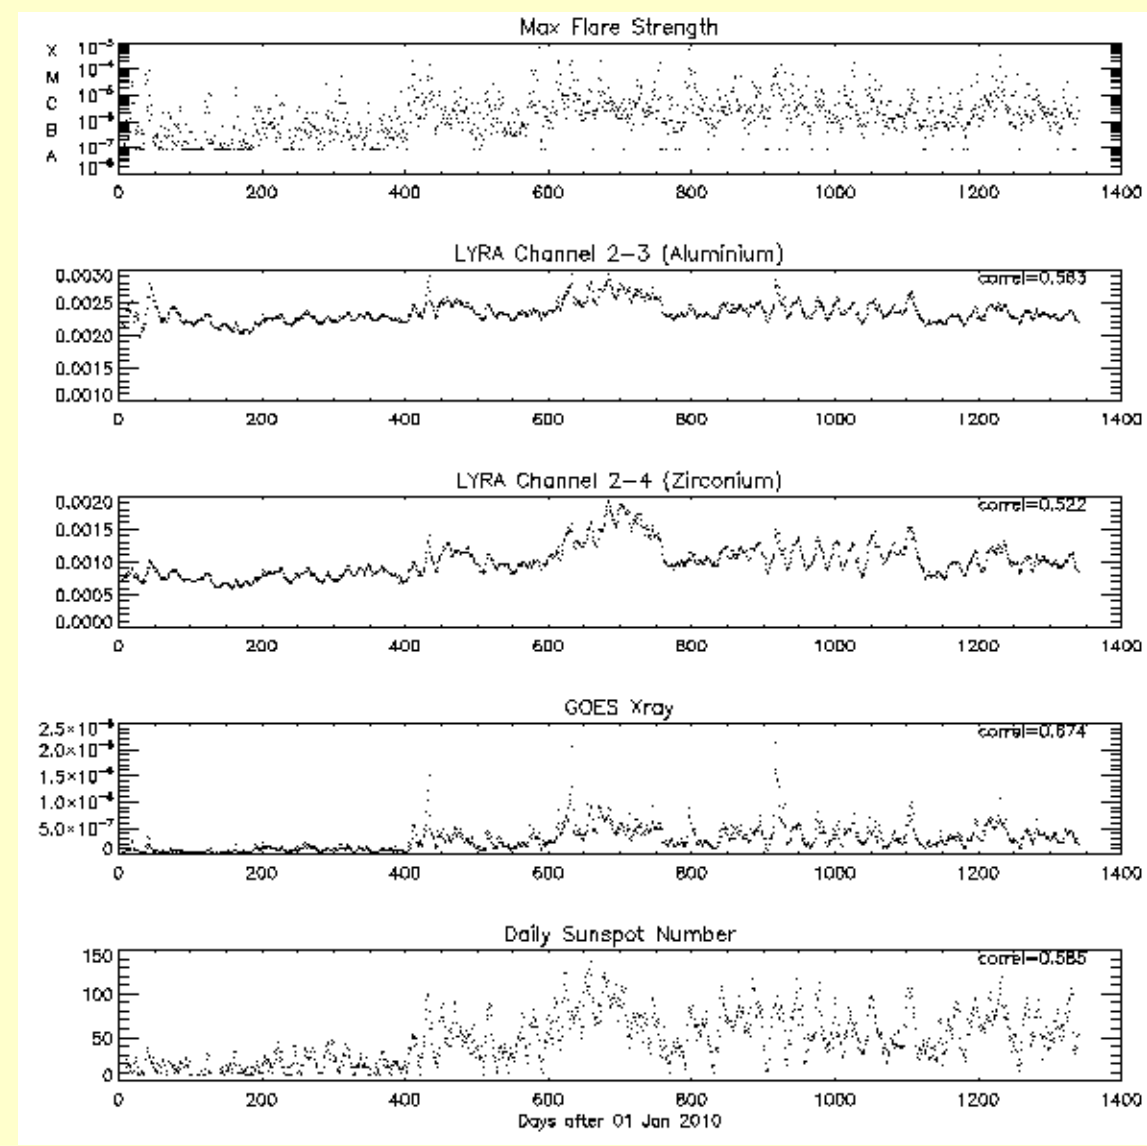 Max Flare Strength
X 10⁻³
M 10⁻⁴
C 10⁻⁵
B 10⁻⁶
A 10⁻⁷
10⁻⁸
0 200 400 600 800 1000 1200 1400
LYRA Channel 2-3 (Aluminium)
correl=0.583
0.0030
0.0025
0.0020
0.0015
0.0010
0 200 400 600 800 1000 1200 1400
LYRA Channel 2-4 (Zirconium)
correl=0.522
0.0020
0.0015
0.0010
0.0005
0.0000
0 200 400 600 800 1000 1200 1400
GOES Xray
correl=0.674
2.5×10⁻⁶
2.0×10⁻⁶
1.5×10⁻⁶
1.0×10⁻⁶
5.0×10⁻⁷
0
0 200 400 600 800 1000 1200 1400
Daily Sunspot Number
correl=0.585
150
100
50
0
0 200 400 600 800 1000 1200 1400
Days after 01 Jan 2010